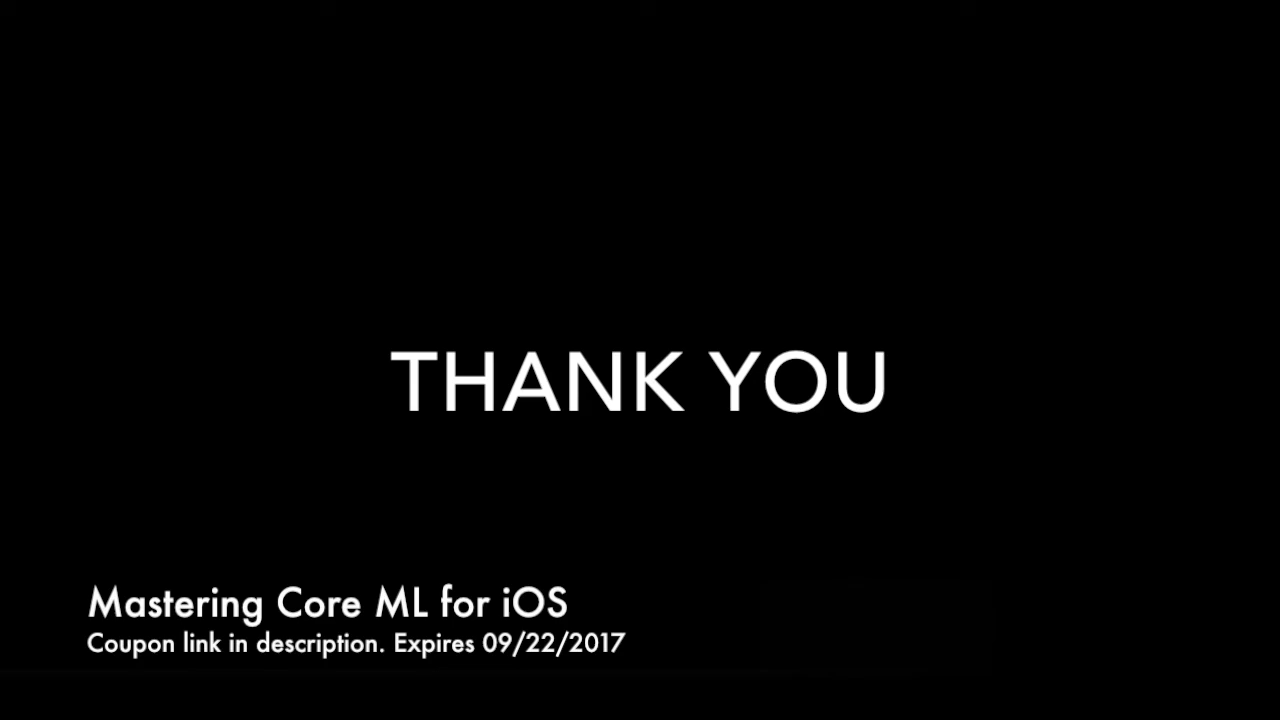 THANK YOU
Mastering Core ML for iOS
Coupon link in description. Expires 09/22/2017